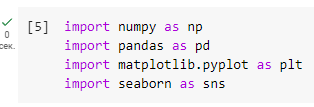 [5] import numpy as np
import pandas as pd
import matplotlib.pyplot as plt
0 import seaborn as sns
сек.